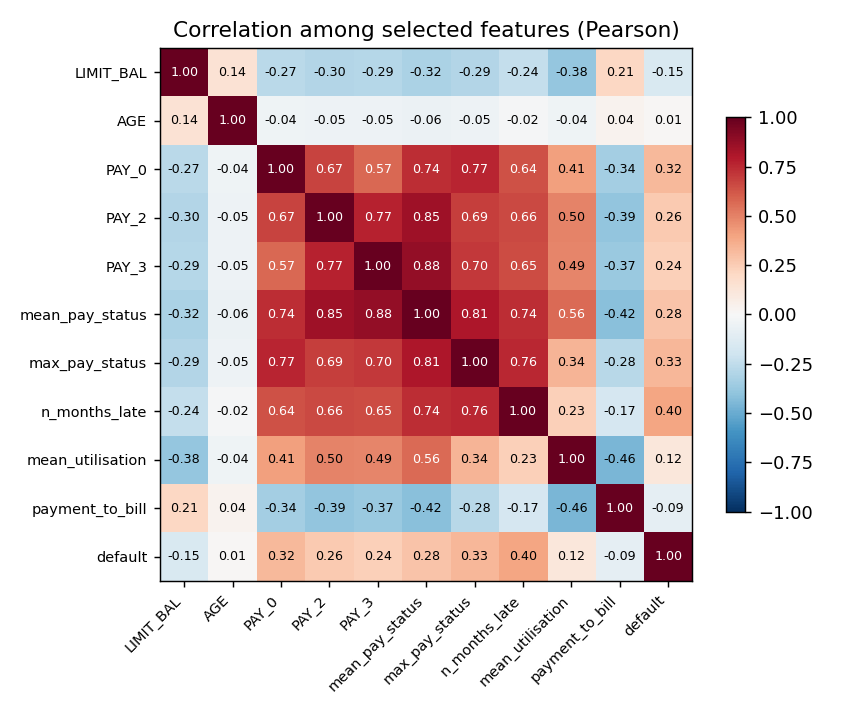 Correlation among selected features (Pearson)
LIMIT_BAL 1.00 0.14 -0.27 -0.30 -0.29 -0.32 -0.29 -0.24 -0.38 0.21 -0.15
AGE 0.14 1.00 -0.04 -0.05 -0.05 -0.06 -0.05 -0.02 -0.04 0.04 0.01
PAY_0 -0.27 -0.04 1.00 0.67 0.57 0.74 0.77 0.64 0.41 -0.34 0.32
PAY_2 -0.30 -0.05 0.67 1.00 0.77 0.85 0.69 0.66 0.50 -0.39 0.26
PAY_3 -0.29 -0.05 0.57 0.77 1.00 0.88 0.70 0.65 0.49 -0.37 0.24
mean_pay_status -0.32 -0.06 0.74 0.85 0.88 1.00 0.81 0.74 0.56 -0.42 0.28
max_pay_status -0.29 -0.05 0.77 0.69 0.70 0.81 1.00 0.76 0.34 -0.28 0.33
n_months_late -0.24 -0.02 0.64 0.66 0.65 0.74 0.76 1.00 0.23 -0.17 0.40
mean_utilisation -0.38 -0.04 0.41 0.50 0.49 0.56 0.34 0.23 1.00 -0.46 0.12
payment_to_bill 0.21 0.04 -0.34 -0.39 -0.37 -0.42 -0.28 -0.17 -0.46 1.00 -0.09
default -0.15 0.01 0.32 0.26 0.24 0.28 0.33 0.40 0.12 -0.09 1.00
LIMIT_BAL
AGE
PAY_0
PAY_2
PAY_3
mean_pay_status
max_pay_status
n_months_late
mean_utilisation
payment_to_bill
default
1.00
0.75
0.50
0.25
0.00
−0.25
−0.50
−0.75
−1.00